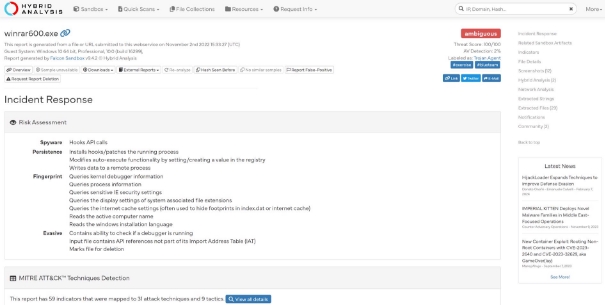 HYBRID
ANALYSIS
Sandbox
Quick Scans
File Collections
Resources
Request Info
IP, Domain, Hash...
More
winrar600.exe
This report is generated from a file or URL submitted to this webservice on November 2nd 2022
Guest System: Windows 10 64 bit, Professional, 10.0 (build 16299)
Report generated by Falcon Sandbox © Hybrid Analysis
Overview
Sample unavailable
Downloads
External Reports
Re-analyze
Hash Seen Before
No similar samples
Report False-Positive
Request Report Deletion
ambiguous
Threat Score: 100/100
AV Detection: 2%
Labeled as: Trojan.Agent
Link
Twitter
E-Mail
Incident Response
Risk Assessment
Spyware Hooks API calls
Persistence Installs hooks/patches the running process
Modifies auto-execute functionality by setting/creating a value in the registry
Writes data to a remote process
Fingerprint Queries kernel debugger information
Queries process information
Queries sensitive IE security settings
Queries the display settings of system associated file extensions
Queries the internet cache settings (often used to hide footprints in index.dat or internet cache)
Reads the active computer name
Reads the windows installation language
Evasive Contains ability to check if a debugger is running
Input file contains API references not part of its Import Address Table (IAT)
Marks file for deletion
MITRE ATT&CK™ Techniques Detection
This report has 59 indicators that were mapped to 31 attack techniques and 9 tactics.
View all details
Incident Response
Related Sandbox Artifacts
Indicators
File Details
Screenshots (12)
Hybrid Analysis (2)
Network Analysis
Extracted Strings
Extracted Files (23)
Notifications
Community (2)
Back to top
Latest News
HijackLoader Expands Techniques to
Improve Defense Evasion
IMPERIAL KITTEN Deploys Novel
Malware Families in Middle East-
Focused Operations
New Container Exploit: Rooting Non-
Root Containers with CVE-2023-
2640 and CVE-2023-32629, aka
GameOver(lay)
See More!